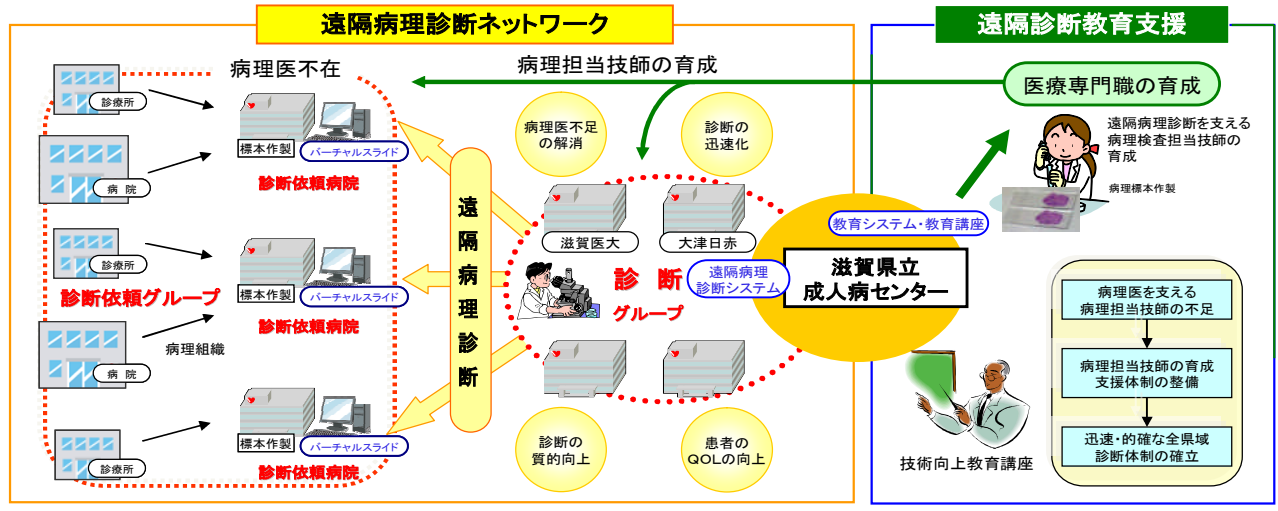 遠隔病理診断ネットワーク
遠隔診断教育支援
病理医不在
病理担当技師の育成
医療専門職の育成
診療所
病院
診療所
病院
診療所
診断依頼グループ
病理組織
標本作製
バーチャルスライド
診断依頼病院
標本作製
バーチャルスライド
診断依頼病院
標本作製
バーチャルスライド
診断依頼病院
遠隔病理診断
病理医不足
の解消
診断の
迅速化
滋賀医大
大津日赤
診断
グループ
遠隔病理
診断システム
診断の
質的向上
患者の
QOLの向上
教育システム・教育講座
滋賀県立
成人病センター
遠隔病理診断を支える
病理検査担当技師の
育成
病理標本作製
技術向上教育講座
病理医を支える
病理担当技師の不足
病理担当技師の育成
支援体制の整備
迅速・的確な全県域
診断体制の確立